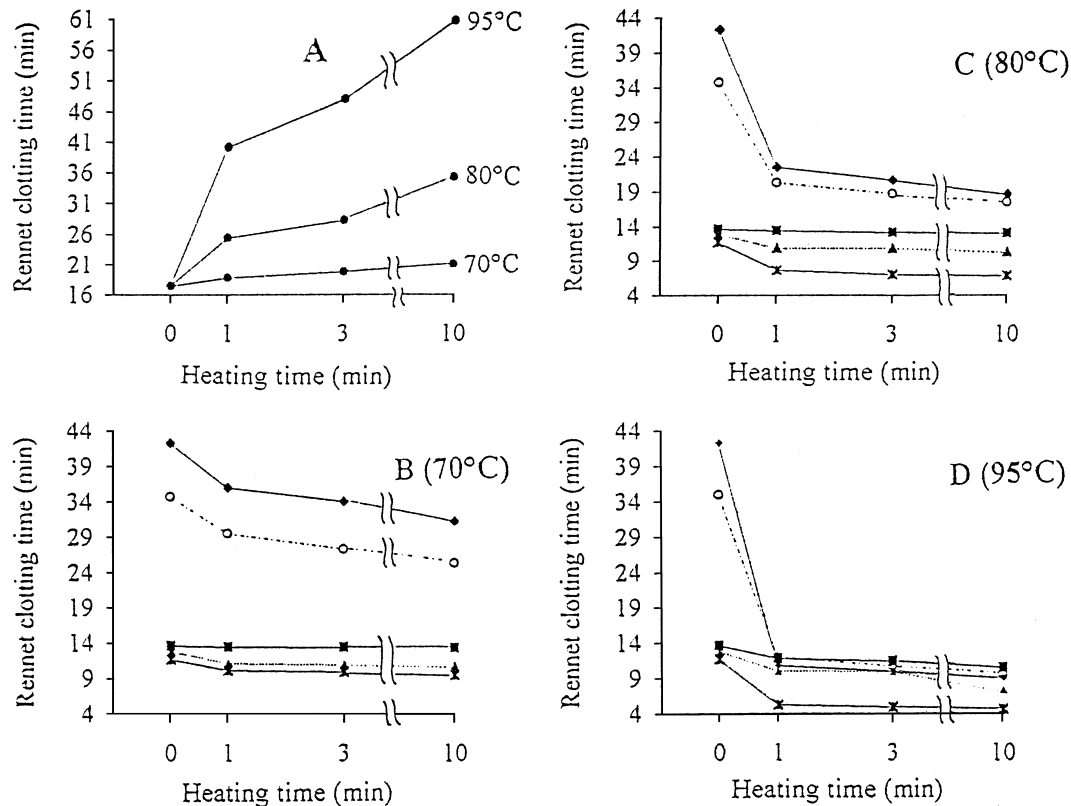 A
Rennet clotting time (min)
61
56
51
46
41
36
31
26
21
16
95°C
80°C
70°C
0 1 3 10
Heating time (min)
C (80°C)
Rennet clotting time (min)
44
39
34
29
24
19
14
9
4
0 1 3 10
Heating time (min)
B (70°C)
Rennet clotting time (min)
44
39
34
29
24
19
14
9
4
0 1 3 10
Heating time (min)
D (95°C)
Rennet clotting time (min)
44
39
34
29
24
19
14
9
4
0 1 3 10
Heating time (min)